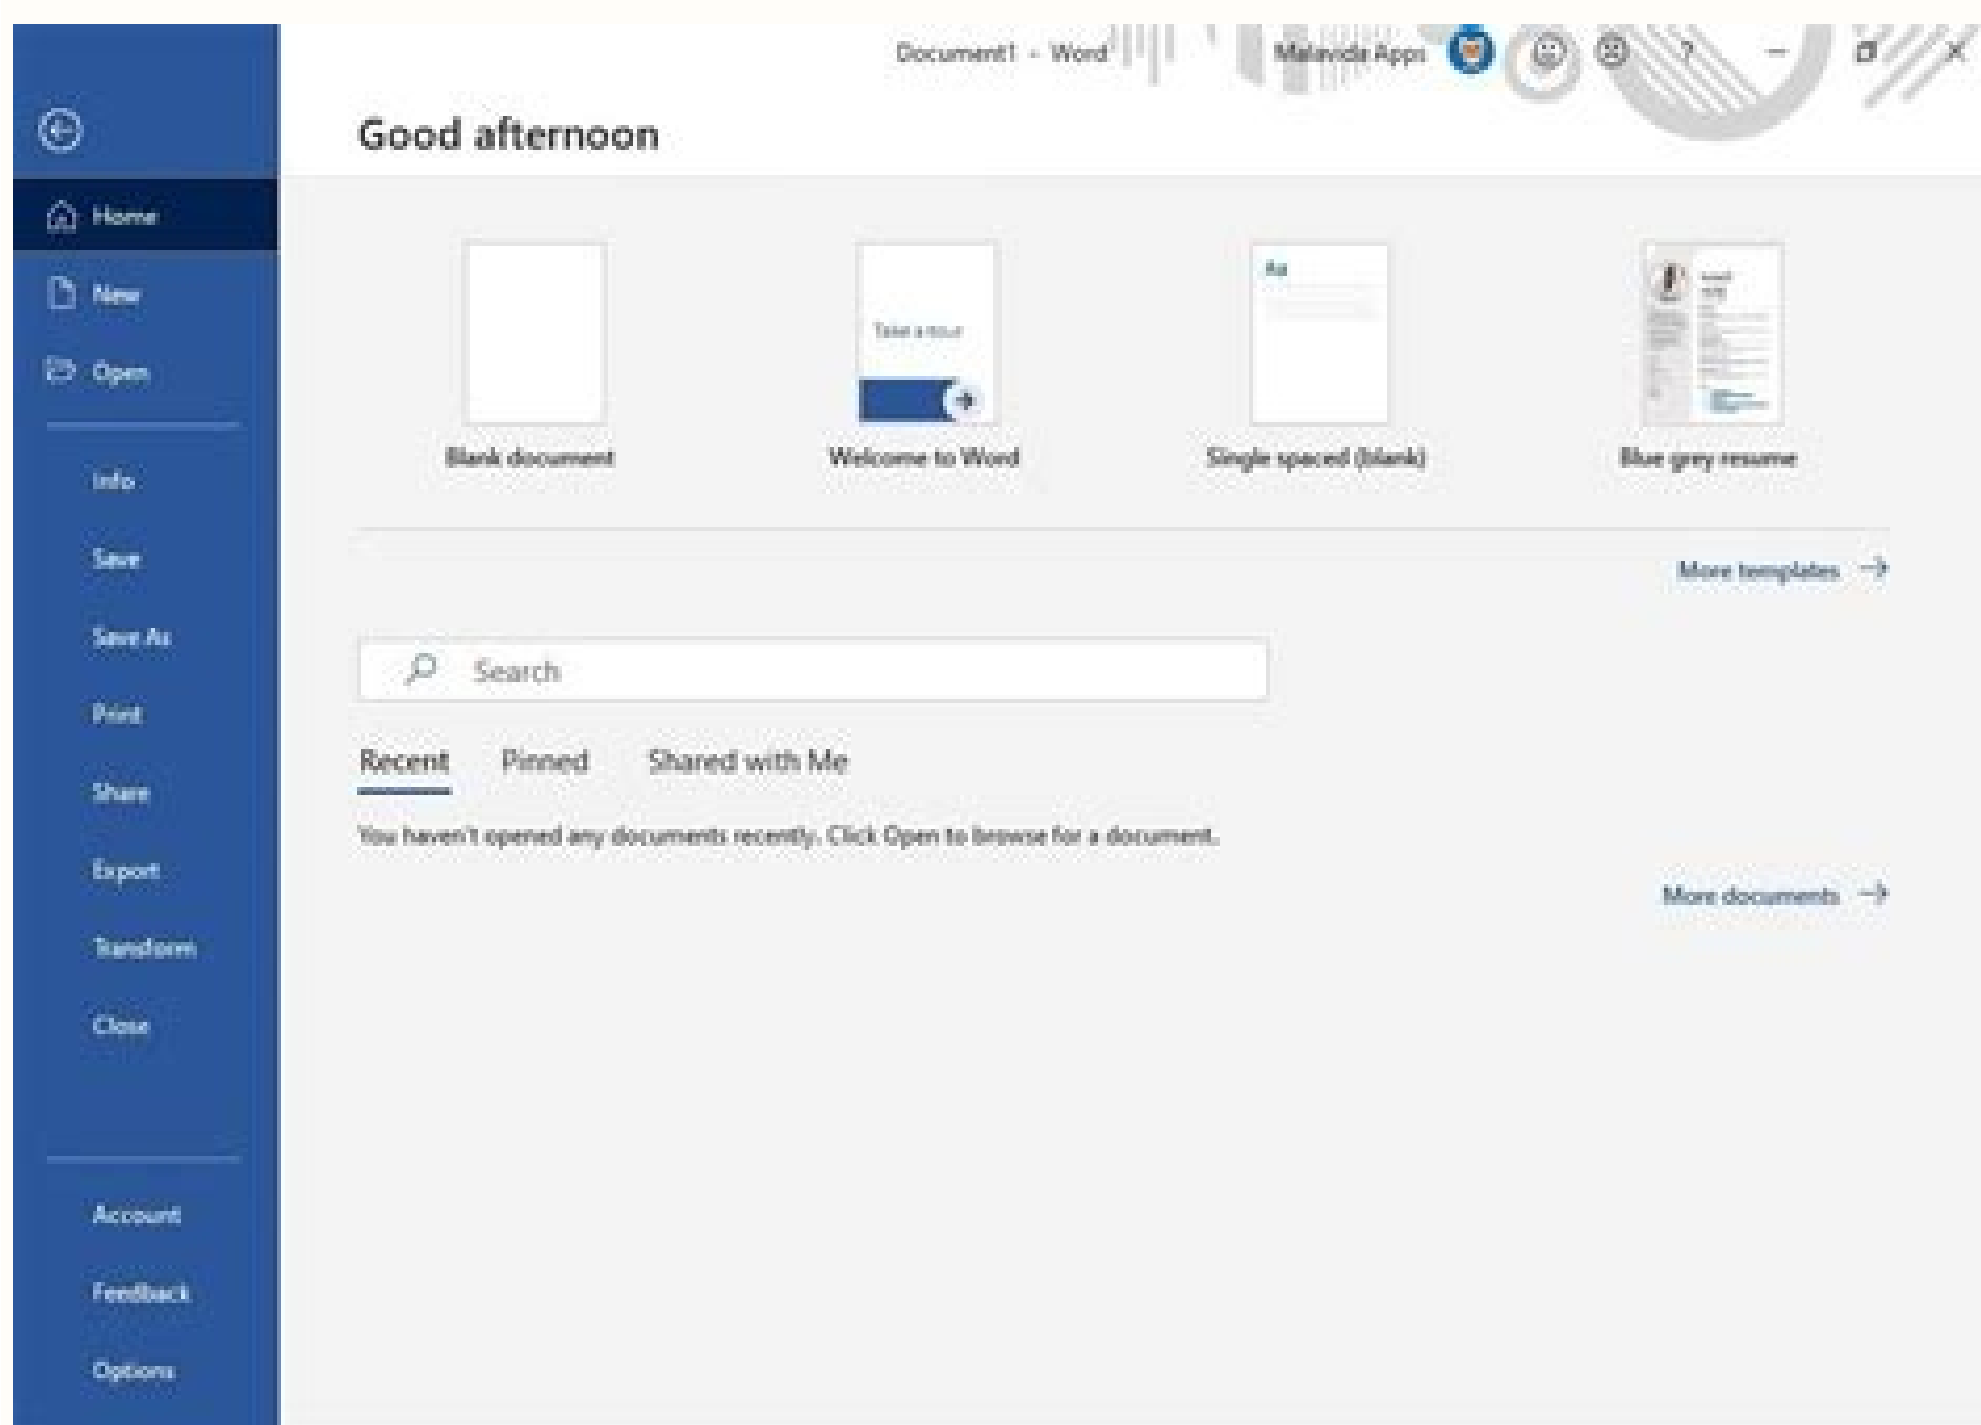 Document1 - Word Malavida Apps ?
Good afternoon
Home
New
Open
Info
Save
Save As
Print
Share
Export
Transform
Close
Account
Feedback
Options
Aa
Take a tour
Blank document
Welcome to Word
Single spaced (blank)
Blue grey resume
More templates
Search
Recent Pinned Shared with Me
You haven't opened any documents recently. Click Open to browse for a document.
More documents